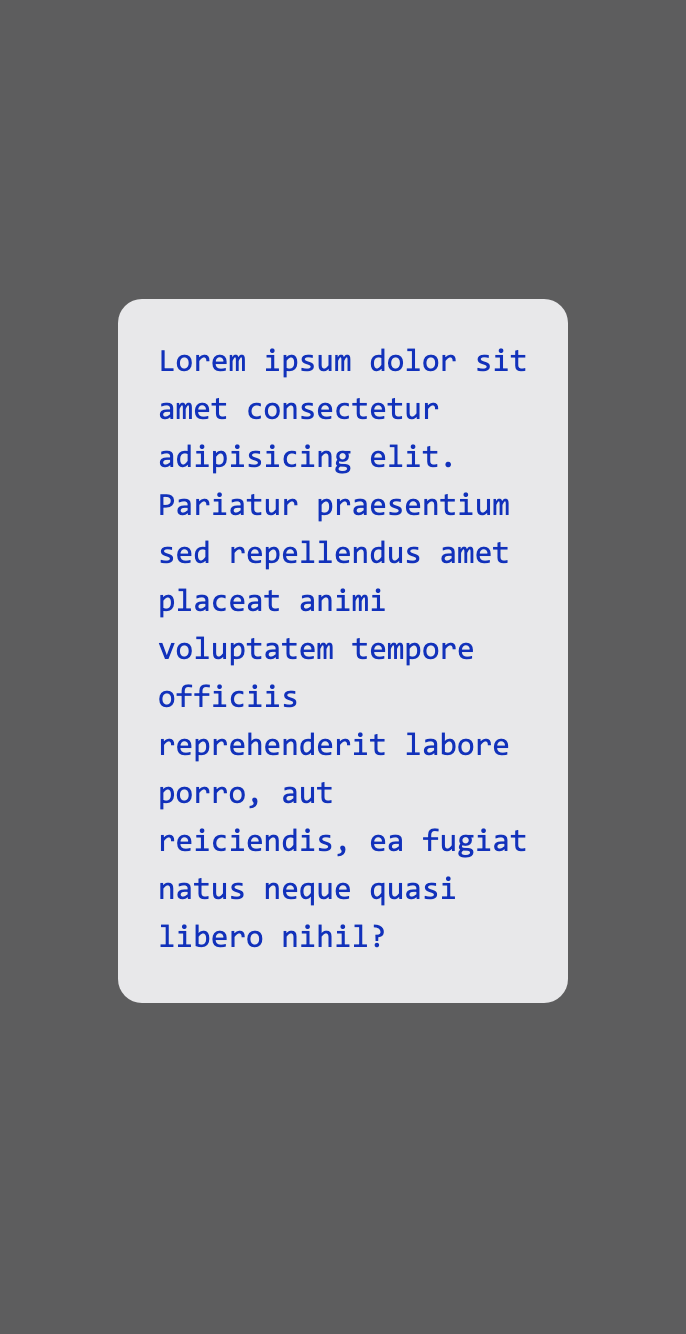 Lorem ipsum dolor sit
amet consectetur
adipisicing elit.
Pariatur praesentium
sed repellendus amet
placeat animi
voluptatem tempore
officiis
reprehenderit labore
porro, aut
reiciendis, ea fugiat
natus neque quasi
libero nihil?